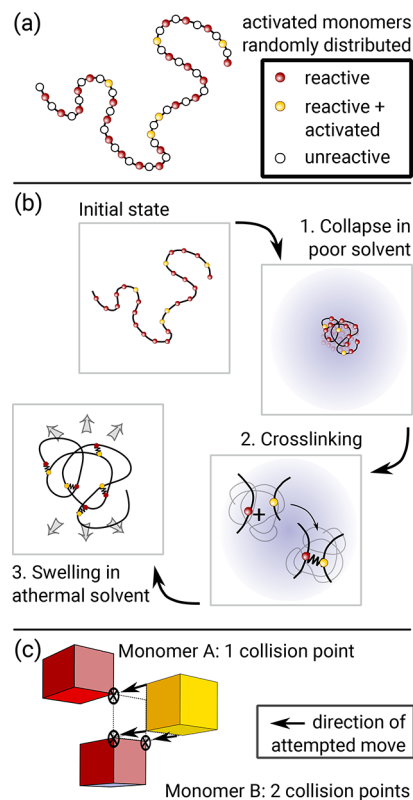 (a)
activated monomers
randomly distributed
reactive
reactive +
activated
unreactive
(b)
Initial state
1. Collapse in
poor solvent
2. Crosslinking
+
3. Swelling in
athermal solvent
(c)
Monomer A: 1 collision point
direction of
attempted move
Monomer B: 2 collision points